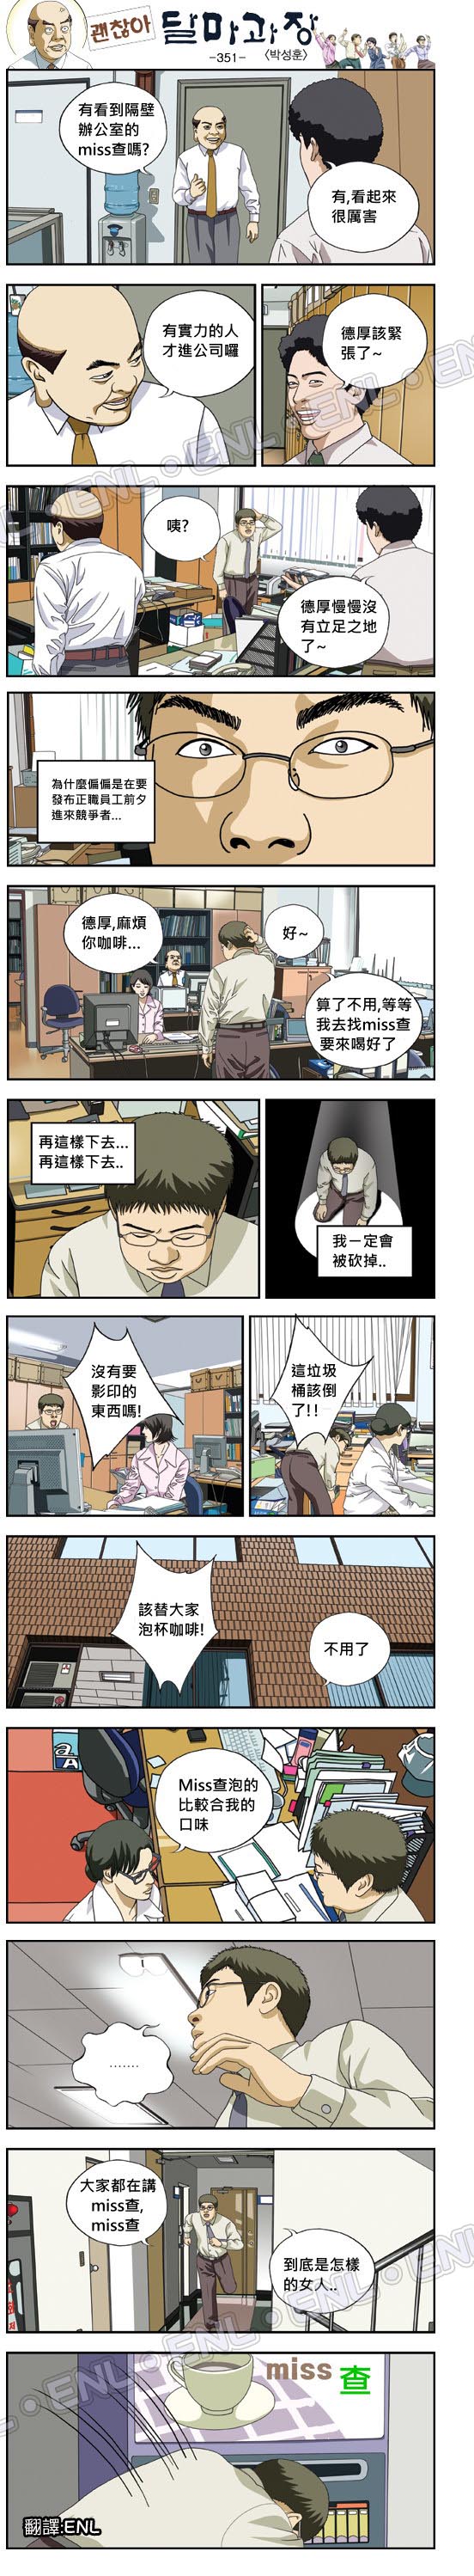 괜찮아 달마과장
-351- <박성훈>
有看到隔壁
辦公室的
miss查嗎?
有,看起來
很厲害
有實力的人
才進公司囉
德厚該緊
張了~
咦?
德厚慢慢沒
有立足之地
了~
為什麼偏偏是在要
發布正職員工前夕
進來競爭者...
德厚,麻煩
你咖啡...
好~
算了不用,等等
我去找miss查
要來喝好了
再這樣下去...
再這樣下去..
我一定會
被砍掉..
沒有要
影印的
東西嗎!
這垃圾
桶該倒
了!!
該替大家
泡杯咖啡!
不用了
Miss查泡的
比較合我的
口味
.......
大家都在講
miss查,
miss查
到底是怎樣
的女人..
miss 查
翻譯:ENL